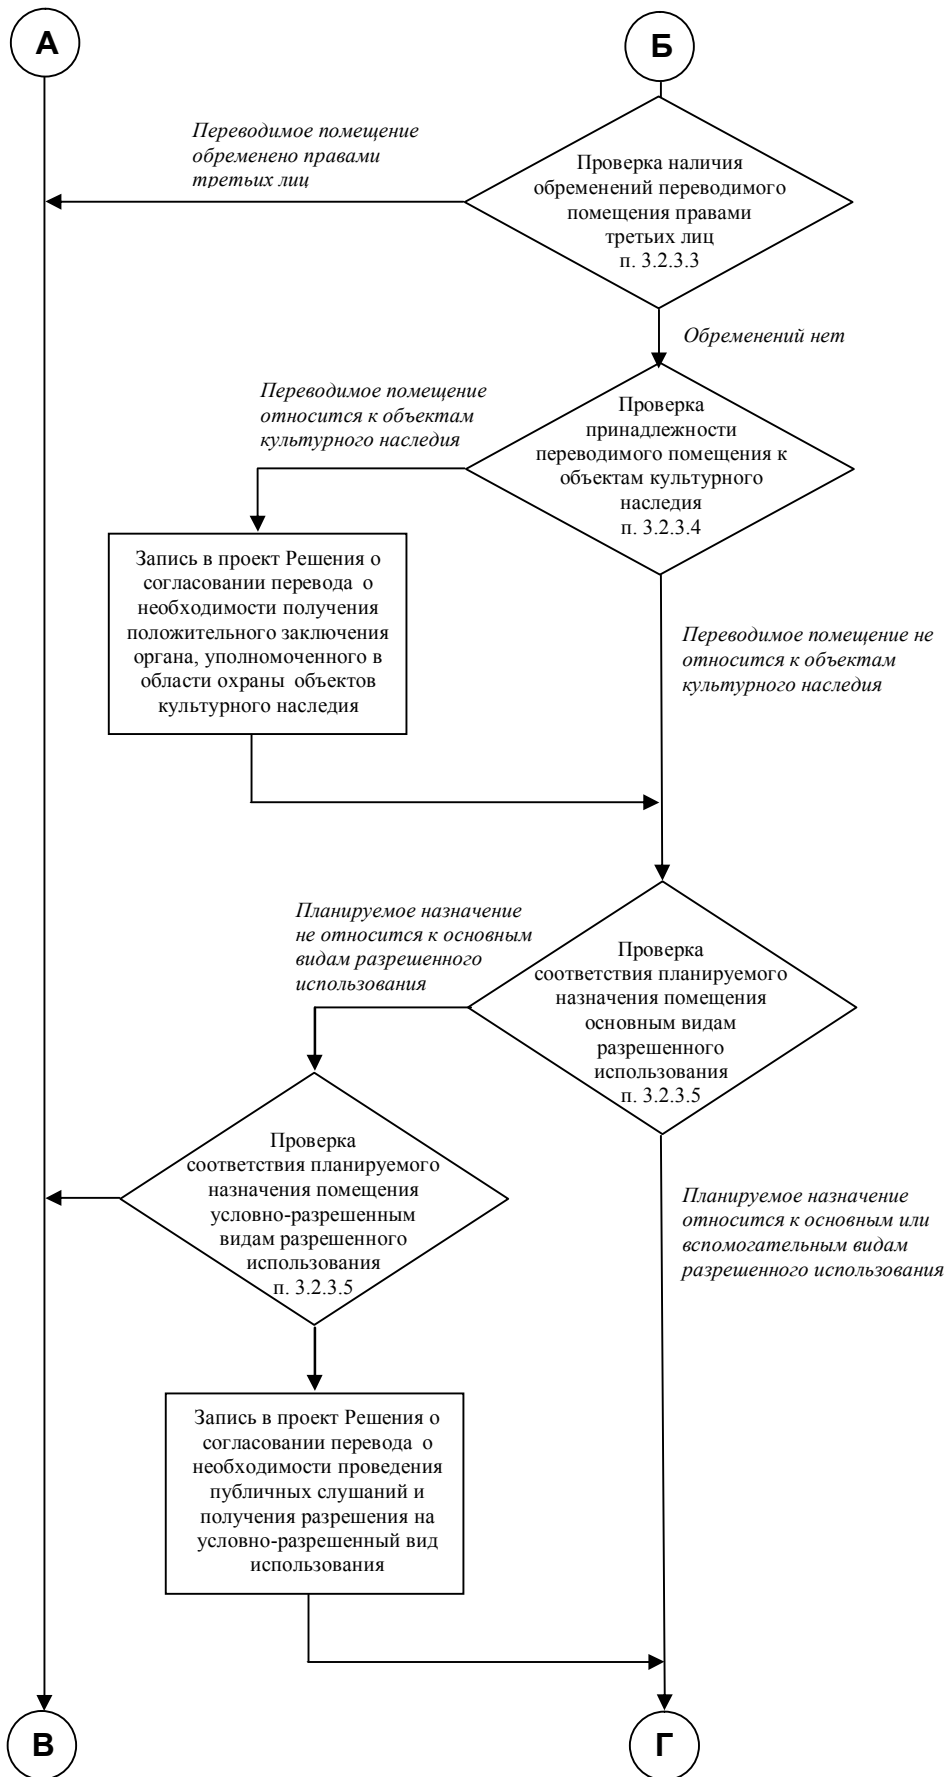 А
Б
Переводимое помещение
обременено правами
третьих лиц
Проверка наличия
обременений переводимого
помещения правами
третьих лиц
п. 3.2.3.3
Обременений нет
Переводимое помещение
относится к объектам
культурного наследия
Проверка
принадлежности
переводимого помещения к
объектам культурного
наследия
п. 3.2.3.4
Запись в проект Решения о
согласовании перевода о
необходимости получения
положительного заключения
органа, уполномоченного в
области охраны объектов
культурного наследия
Переводимое помещение не
относится к объектам
культурного наследия
Планируемое назначение
не относится к основным
видам разрешенного
использования
Проверка
соответствия планируемого
назначения помещения
основным видам
разрешенного
использования
п. 3.2.3.5
Проверка
соответствия планируемого
назначения помещения
условно-разрешенным
видам разрешенного
использования
п. 3.2.3.5
Планируемое назначение
относится к основным или
вспомогательным видам
разрешенного использования
Запись в проект Решения о
согласовании перевода о
необходимости проведения
публичных слушаний и
получения разрешения на
условно-разрешенный вид
использования
В
Г